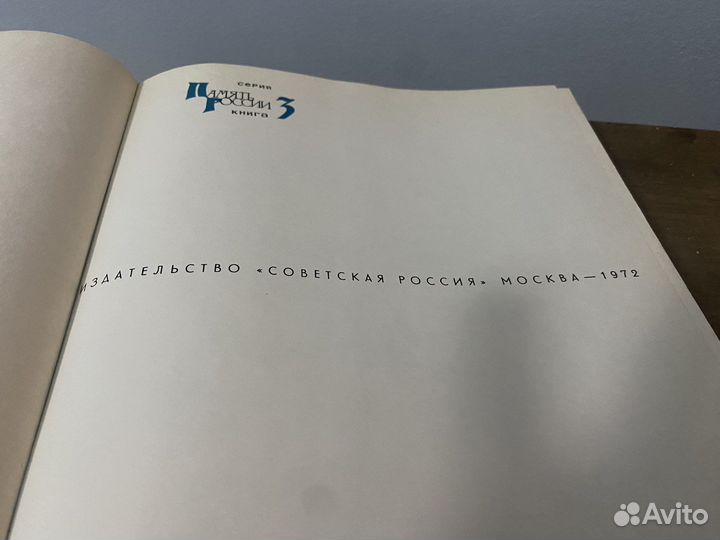 серия
Память
России 3
книга
ИЗДАТЕЛЬСТВО «СОВЕТСКАЯ РОССИЯ» МОСКВА—1972
Avito